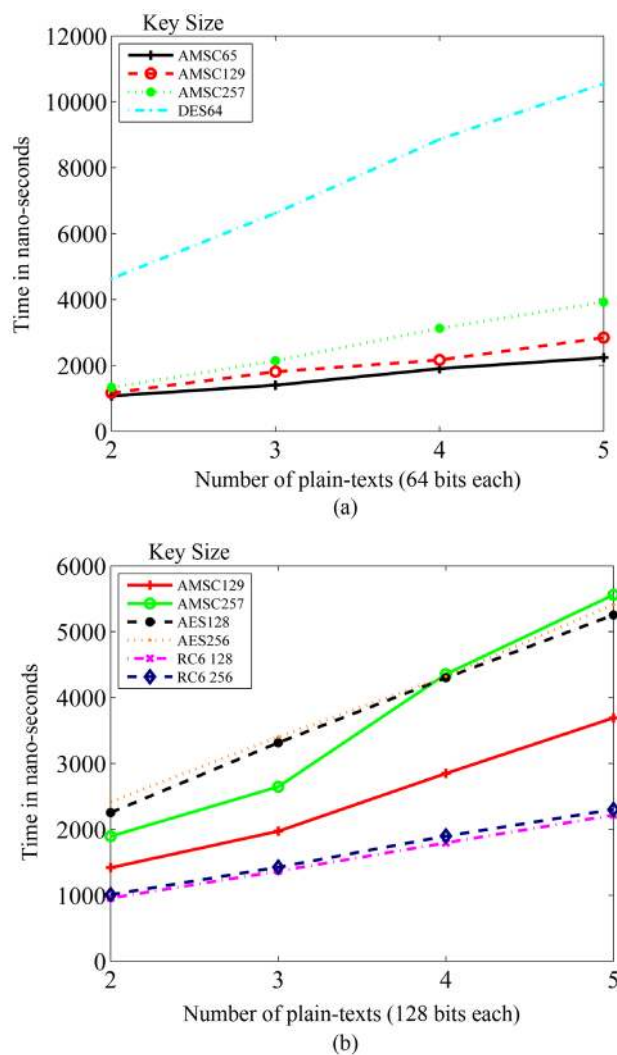 Key Size
12000
10000
8000
6000
4000
2000
0
AMSC65
AMSC129
AMSC257
DES64
Time in nano-seconds
2 3 4 5
Number of plain-texts (64 bits each)
(a)
Key Size
6000
5000
4000
3000
2000
1000
0
AMSC129
AMSC257
AES128
AES256
RC6 128
RC6 256
Time in nano-seconds
2 3 4 5
Number of plain-texts (128 bits each)
(b)